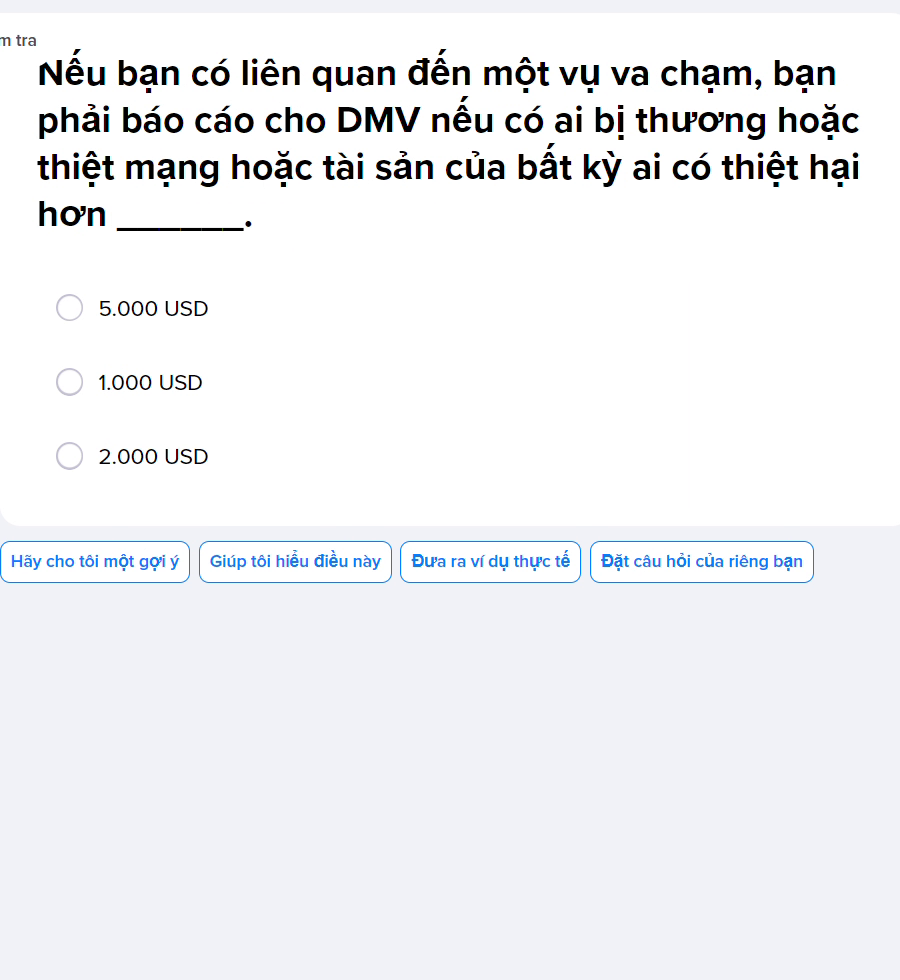 m tra
Nếu bạn có liên quan đến một vụ va chạm, bạn
phải báo cáo cho DMV nếu có ai bị thương hoặc
thiệt mạng hoặc tài sản của bất kỳ ai có thiệt hại
hơn ______.
5.000 USD
1.000 USD
2.000 USD
Hãy cho tôi một gợi ý
Giúp tôi hiểu điều này
Đưa ra ví dụ thực tế
Đặt câu hỏi của riêng bạn